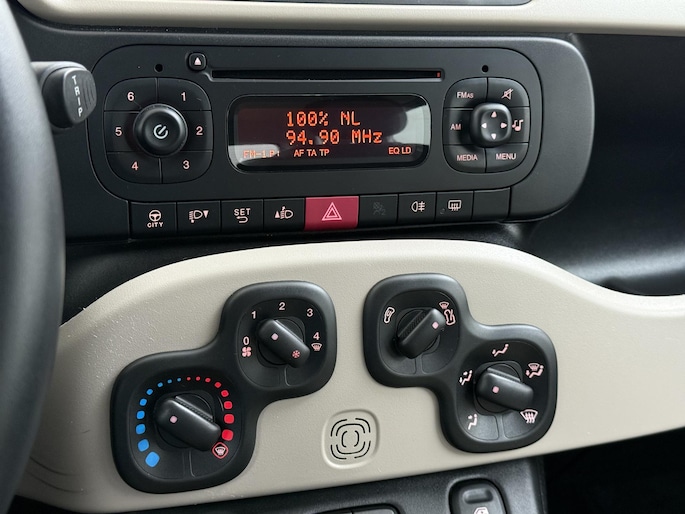 TRIP
6 1
5 2
4 3
100% NL
94.90 MHz
AF TA TP
EQ LD
FMAS
AM
MEDIA MENU
CITY
SET
0 1 2 3 4